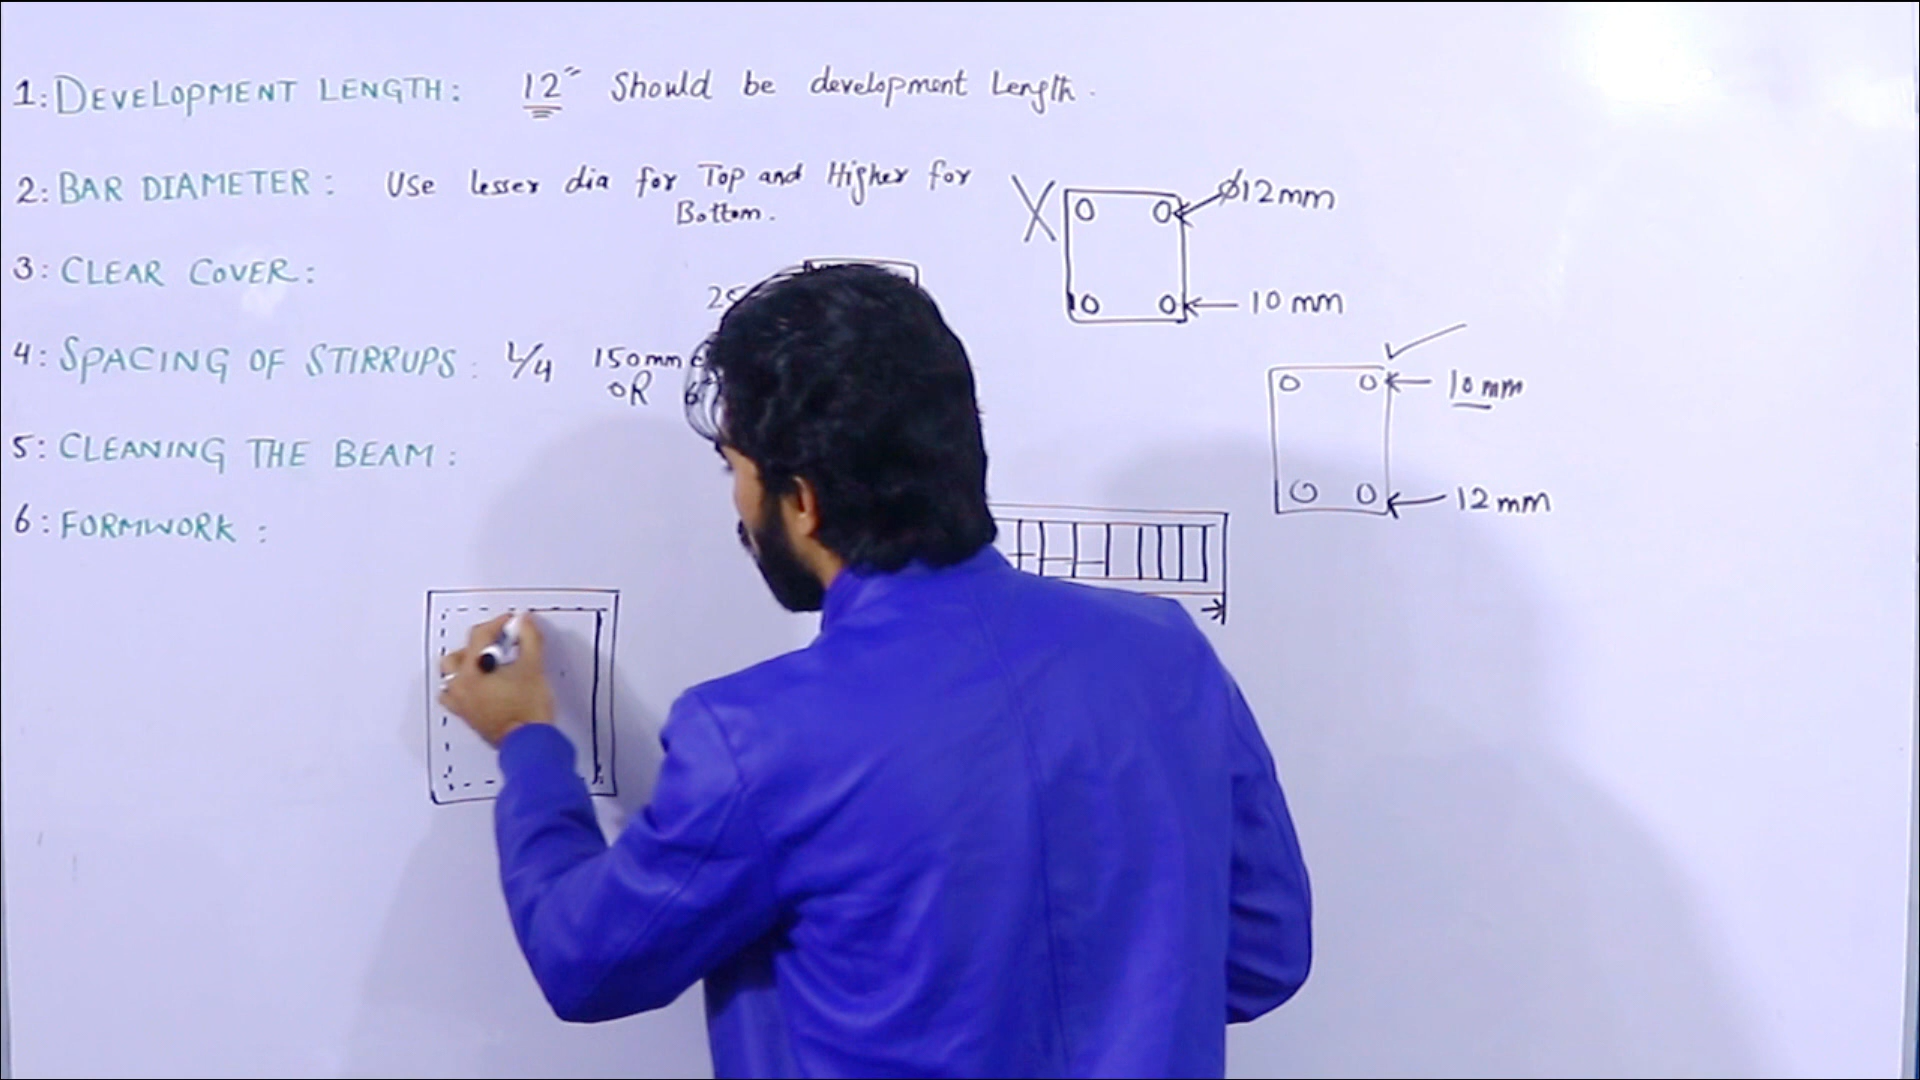 1: DEVELOPMENT LENGTH: 12" Should be development Length.
2: BAR DIAMETER: Use lesser dia for Top and Higher for
Bottom.
X
ϕ12mm
10 mm
3: CLEAR COVER:
4: SPACING OF STIRRUPS: L/4 150mm
OR 6"
10 mm
12 mm
5: CLEANING THE BEAM:
6: FORMWORK: